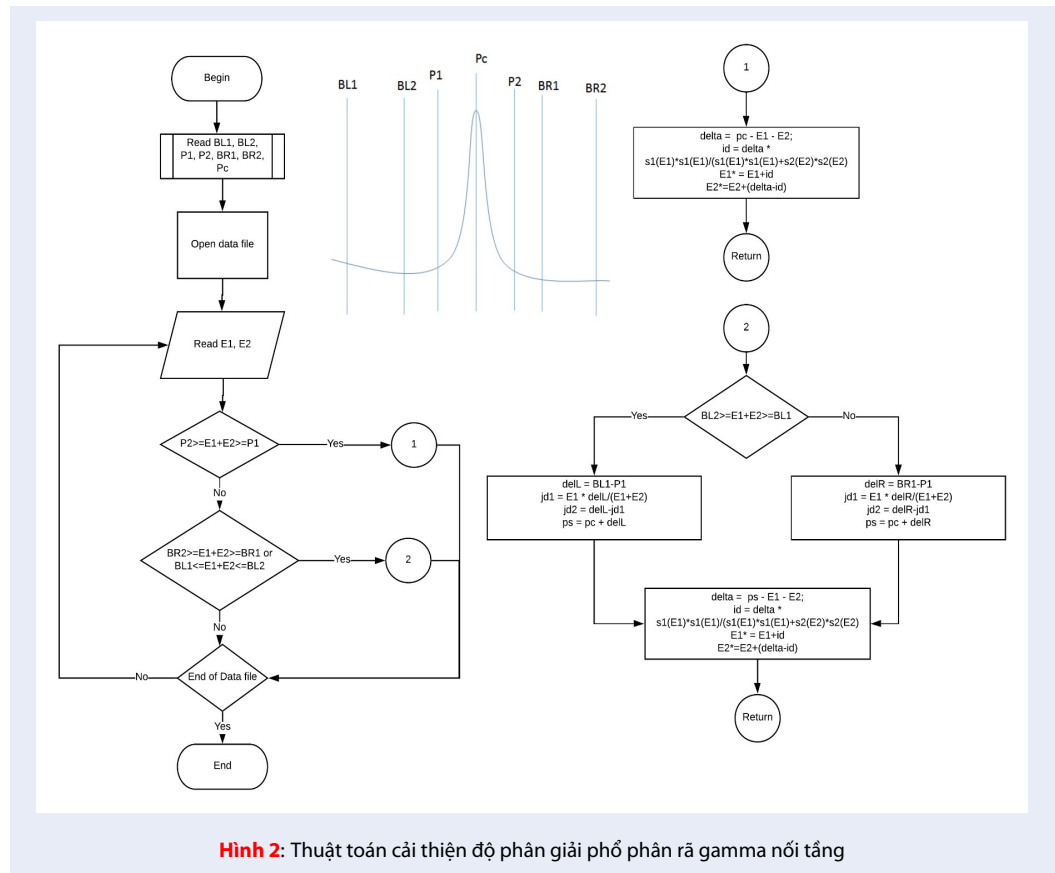 Begin
Read BL1, BL2,
P1, P2, BR1, BR2,
Pc
Open data file
Read E1, E2
P2>=E1+E2>=P1
Yes
1
No
BR2>=E1+E2>=BR1 or
BL1<=E1+E2<=BL2
Yes
2
No
End of Data file
No
Yes
End
BL1
BL2
P1
Pc
P2
BR1
BR2
1
delta = pc - E1 - E2;
id = delta *
s1(E1)*s1(E1)/(s1(E1)*s1(E1)+s2(E2)*s2(E2)
E1* = E1+id
E2*=E2+(delta-id)
Return
2
BL2>=E1+E2>=BL1
Yes
No
delL = BL1-P1
jd1 = E1 * delL/(E1+E2)
jd2 = delL-jd1
ps = pc + delL
delR = BR1-P1
jd1 = E1 * delR/(E1+E2)
jd2 = delR-jd1
ps = pc + delR
delta = ps - E1 - E2;
id = delta *
s1(E1)*s1(E1)/(s1(E1)*s1(E1)+s2(E2)*s2(E2)
E1* = E1+id
E2*=E2+(delta-id)
Return
Hình 2: Thuật toán cải thiện độ phân giải phổ phân rã gamma nối tầng